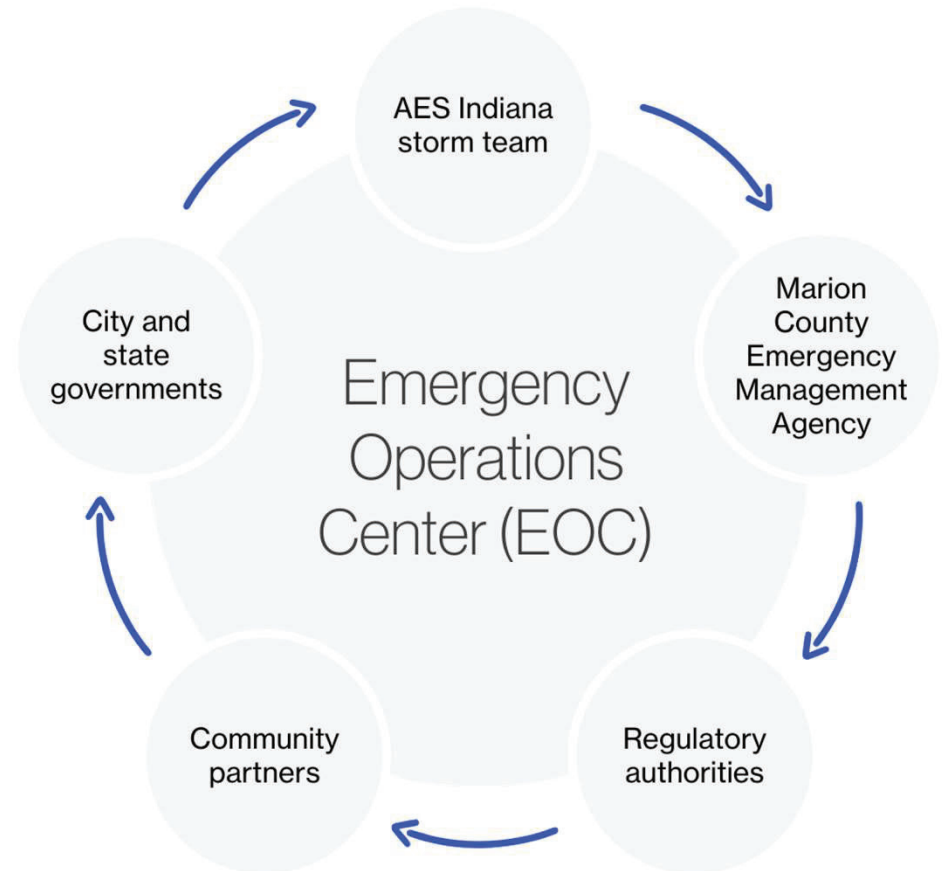 AES Indiana
storm team
Marion
County
Emergency
Management
Agency
Regulatory
authorities
Community
partners
City and
state
governments
Emergency
Operations
Center (EOC)